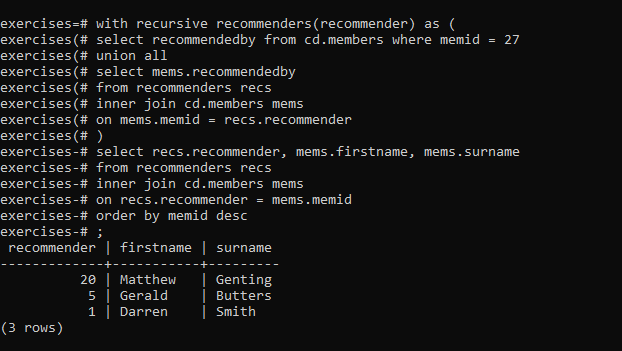 exercises=# with recursive recommenders(recommender) as (
exercises(# select recommendedby from cd.members where memid = 27
exercises(# union all
exercises(# select mems.recommendedby
exercises(# from recommenders recs
exercises(# inner join cd.members mems
exercises(# on mems.memid = recs.recommender
exercises(# )
exercises-# select recs.recommender, mems.firstname, mems.surname
exercises-# from recommenders recs
exercises-# inner join cd.members mems
exercises-# on recs.recommender = mems.memid
exercises-# order by memid desc
exercises-# ;
 recommender | firstname | surname
-------------+-----------+---------
          20 | Matthew   | Genting
           5 | Gerald    | Butters
           1 | Darren    | Smith
(3 rows)